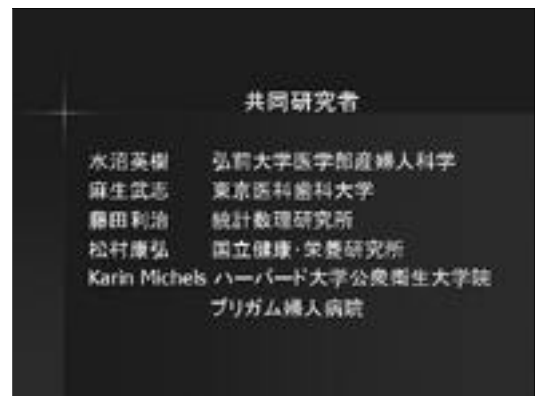 共同研究者
水沼英樹 弘前大学医学部産婦人科学
麻生武志 東京医科歯科大学
藤田利治 統計数理研究所
松村康弘 国立健康・栄養研究所
Karin Michels ハーバード大学公衆衛生大学院
ブリガム婦人病院